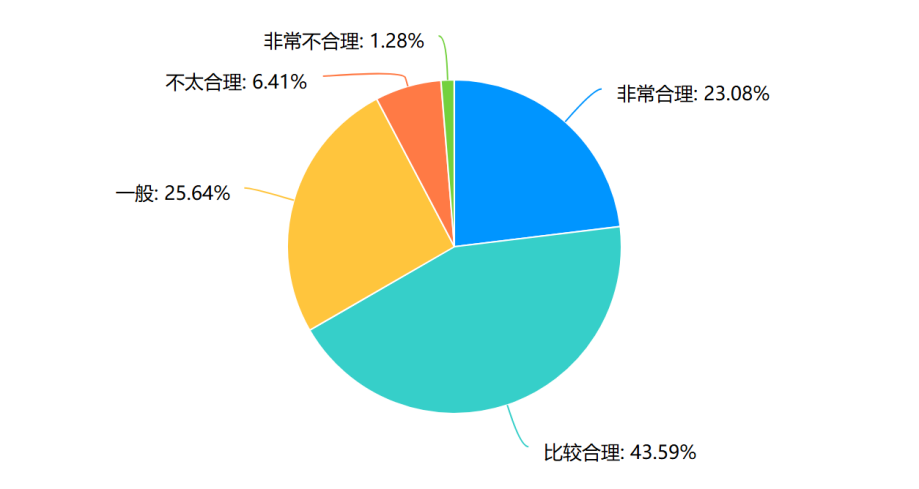 非常不合理: 1.28%
不太合理: 6.41%
非常合理: 23.08%
一般: 25.64%
比较合理: 43.59%